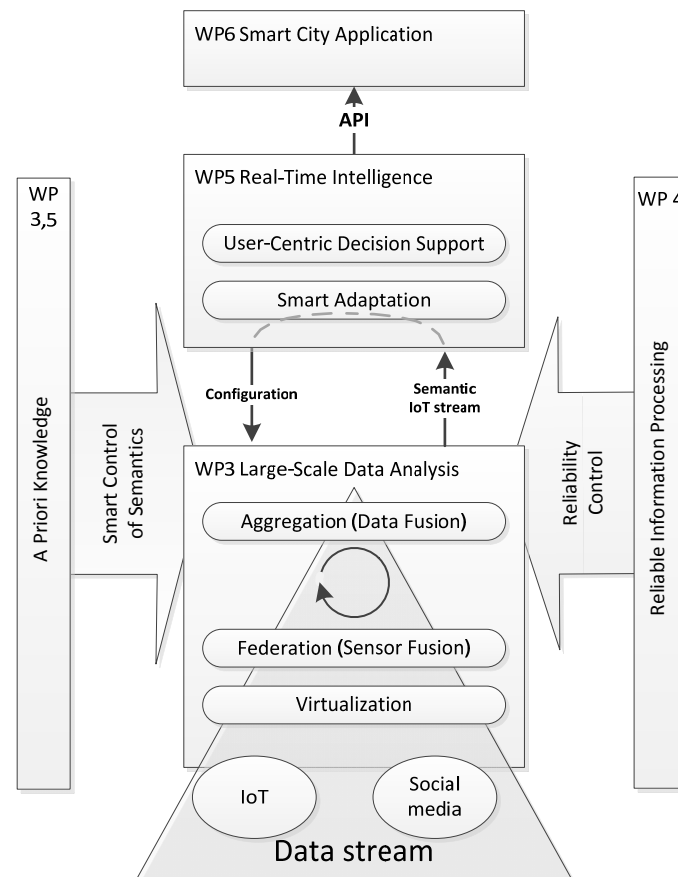 WP6 Smart City Application
API
WP5 Real-Time Intelligence
User-Centric Decision Support
Smart Adaptation
Configuration
Semantic
IoT stream
WP
3,5
A Priori Knowledge
Smart Control
of Semantics
WP 4
Reliable Information Processing
Reliability
Control
WP3 Large-Scale Data Analysis
Aggregation (Data Fusion)
Federation (Sensor Fusion)
Virtualization
IoT
Social
media
Data stream